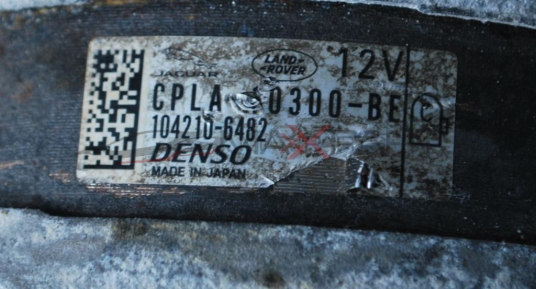 JAGUAR LAND ROVER 12V
CPLA 0300-BE
104210-6482
DENSO
MADE IN JAPAN